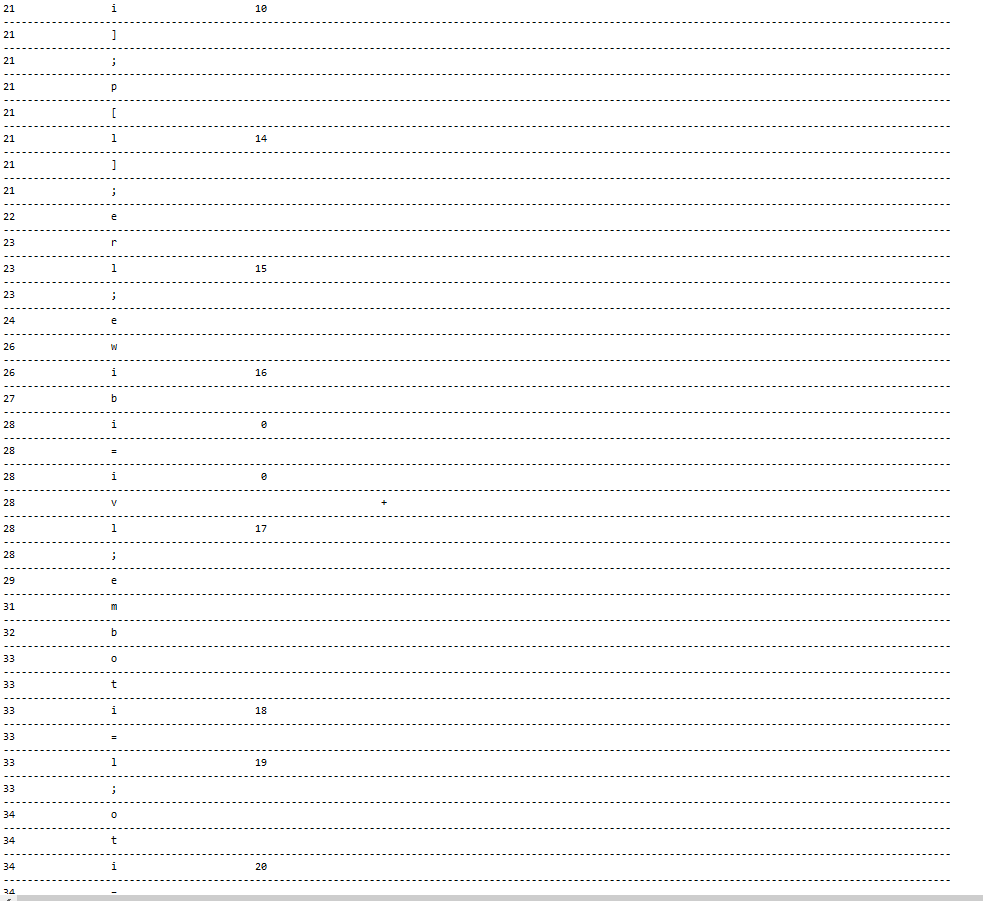 21 i 10
--------------------------------------------------------------------------------
21 ]
--------------------------------------------------------------------------------
21 ;
--------------------------------------------------------------------------------
21 p
--------------------------------------------------------------------------------
21 [
--------------------------------------------------------------------------------
21 l 14
--------------------------------------------------------------------------------
21 ]
--------------------------------------------------------------------------------
21 ;
--------------------------------------------------------------------------------
22 e
--------------------------------------------------------------------------------
23 r
--------------------------------------------------------------------------------
23 l 15
--------------------------------------------------------------------------------
23 ;
--------------------------------------------------------------------------------
24 e
--------------------------------------------------------------------------------
26 w
--------------------------------------------------------------------------------
26 i 16
--------------------------------------------------------------------------------
27 b
--------------------------------------------------------------------------------
28 i 0
--------------------------------------------------------------------------------
28 =
--------------------------------------------------------------------------------
28 i 0
--------------------------------------------------------------------------------
28 v +
--------------------------------------------------------------------------------
28 l 17
--------------------------------------------------------------------------------
28 ;
--------------------------------------------------------------------------------
29 e
--------------------------------------------------------------------------------
31 m
--------------------------------------------------------------------------------
32 b
--------------------------------------------------------------------------------
33 o
--------------------------------------------------------------------------------
33 t
--------------------------------------------------------------------------------
33 i 18
--------------------------------------------------------------------------------
33 =
--------------------------------------------------------------------------------
33 l 19
--------------------------------------------------------------------------------
33 ;
--------------------------------------------------------------------------------
34 o
--------------------------------------------------------------------------------
34 t
--------------------------------------------------------------------------------
34 i 20
--------------------------------------------------------------------------------
34